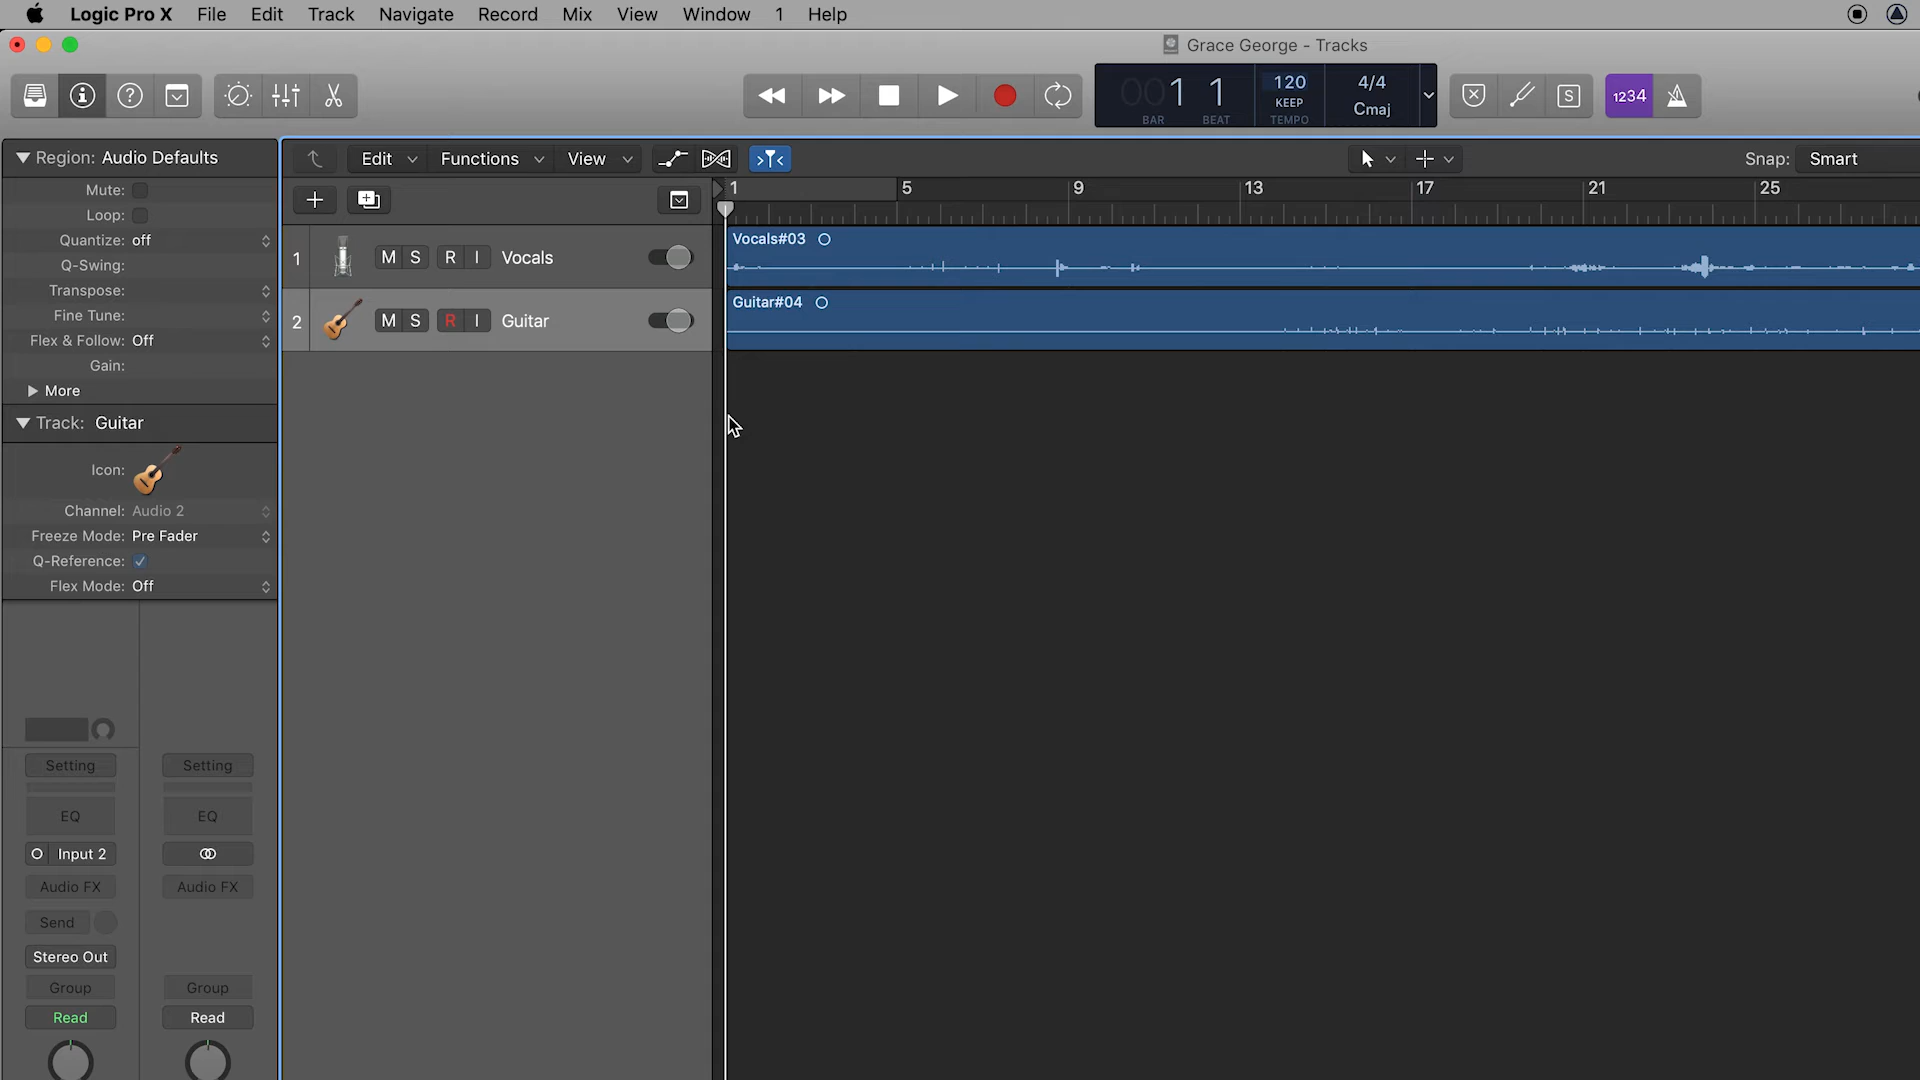 Logic Pro X File Edit Track Navigate Record Mix View Window 1 Help
Grace George - Tracks
001 1 120 4/4
KEEP Cmaj
BAR BEAT TEMPO
S 1234
Region: Audio Defaults
Edit Functions View Snap: Smart
Mute:
Loop:
Quantize: off
Q-Swing:
Transpose:
Fine Tune:
Flex & Follow: Off
Gain:
More
1 5 9 13 17 21 25
1 M S R I Vocals
Vocals#03
2 M S R I Guitar
Guitar#04
Track: Guitar
Icon:
Channel: Audio 2
Freeze Mode: Pre Fader
Q-Reference:
Flex Mode: Off
Setting Setting
EQ EQ
Input 2
Audio FX Audio FX
Send
Stereo Out
Group Group
Read Read